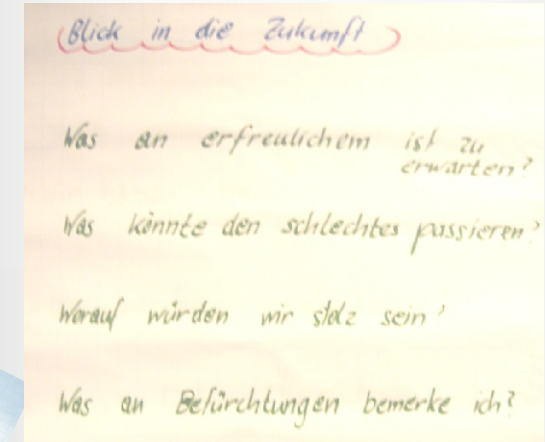 Blick in die Zukunft
Was an erfreulichem ist zu
erwarten?
Was könnte den schlechtes passieren?
Worauf würden wir stolz sein?
Was an Befürchtungen bemerke ich?